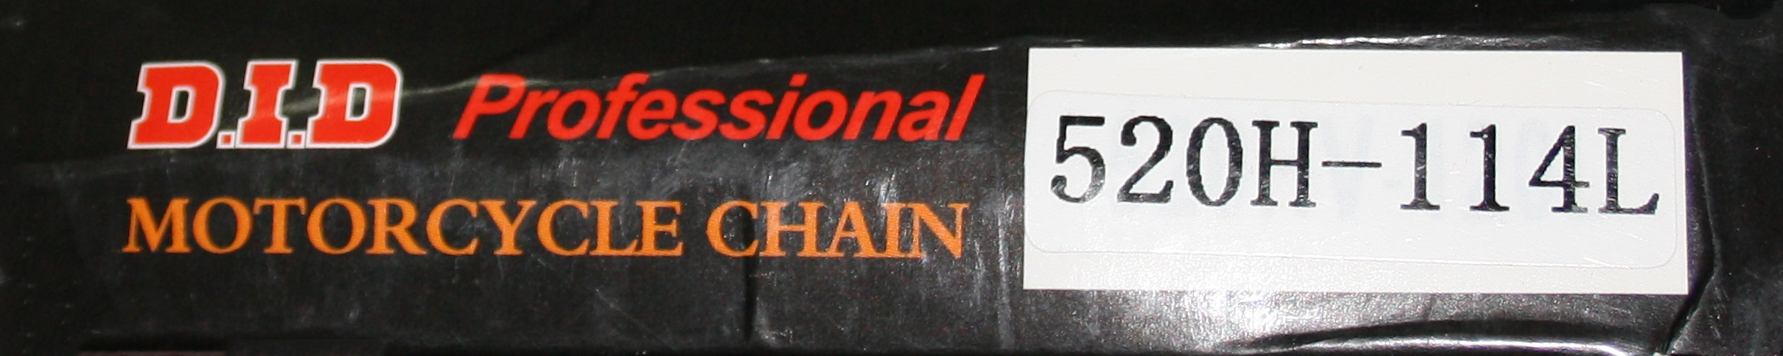 D.I.D Professional
MOTORCYCLE CHAIN
520H-114L